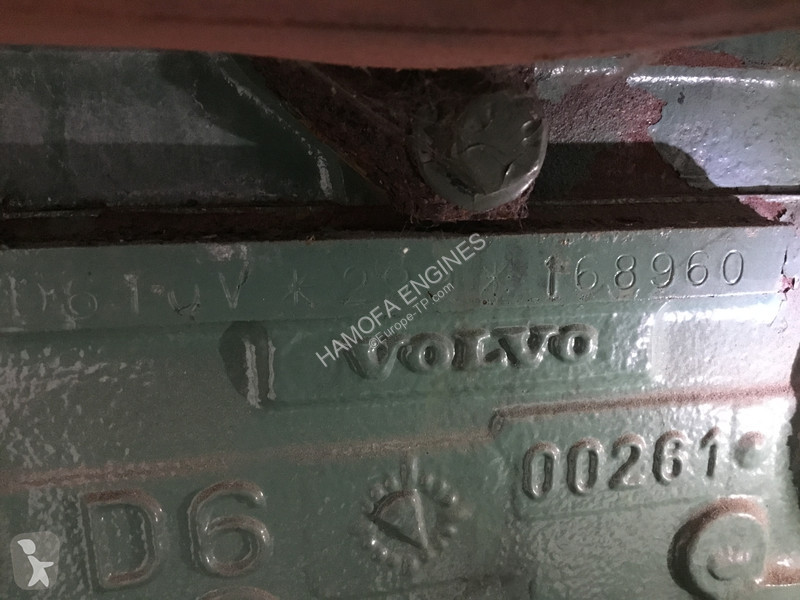 168960
HAMOFA ENGINES
©Europe-TP.com
VOLVO
00261
D6